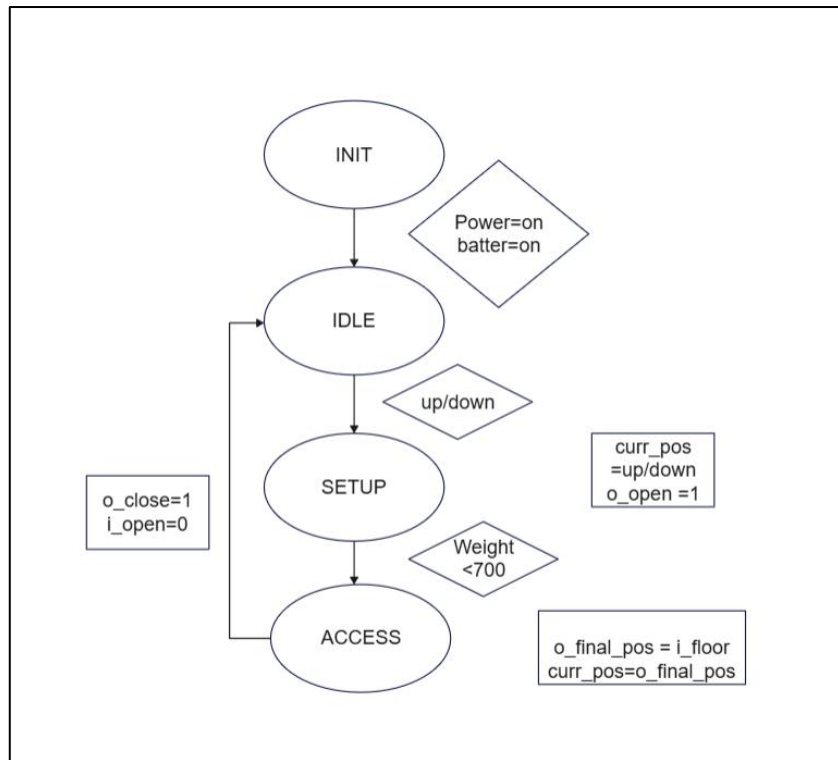 INIT
Power=on
batter=on
IDLE
up/down
curr_pos
=up/down
o_open =1
SETUP
o_close=1
i_open=0
Weight
<700
ACCESS
o_final_pos = i_floor
curr_pos=o_final_pos